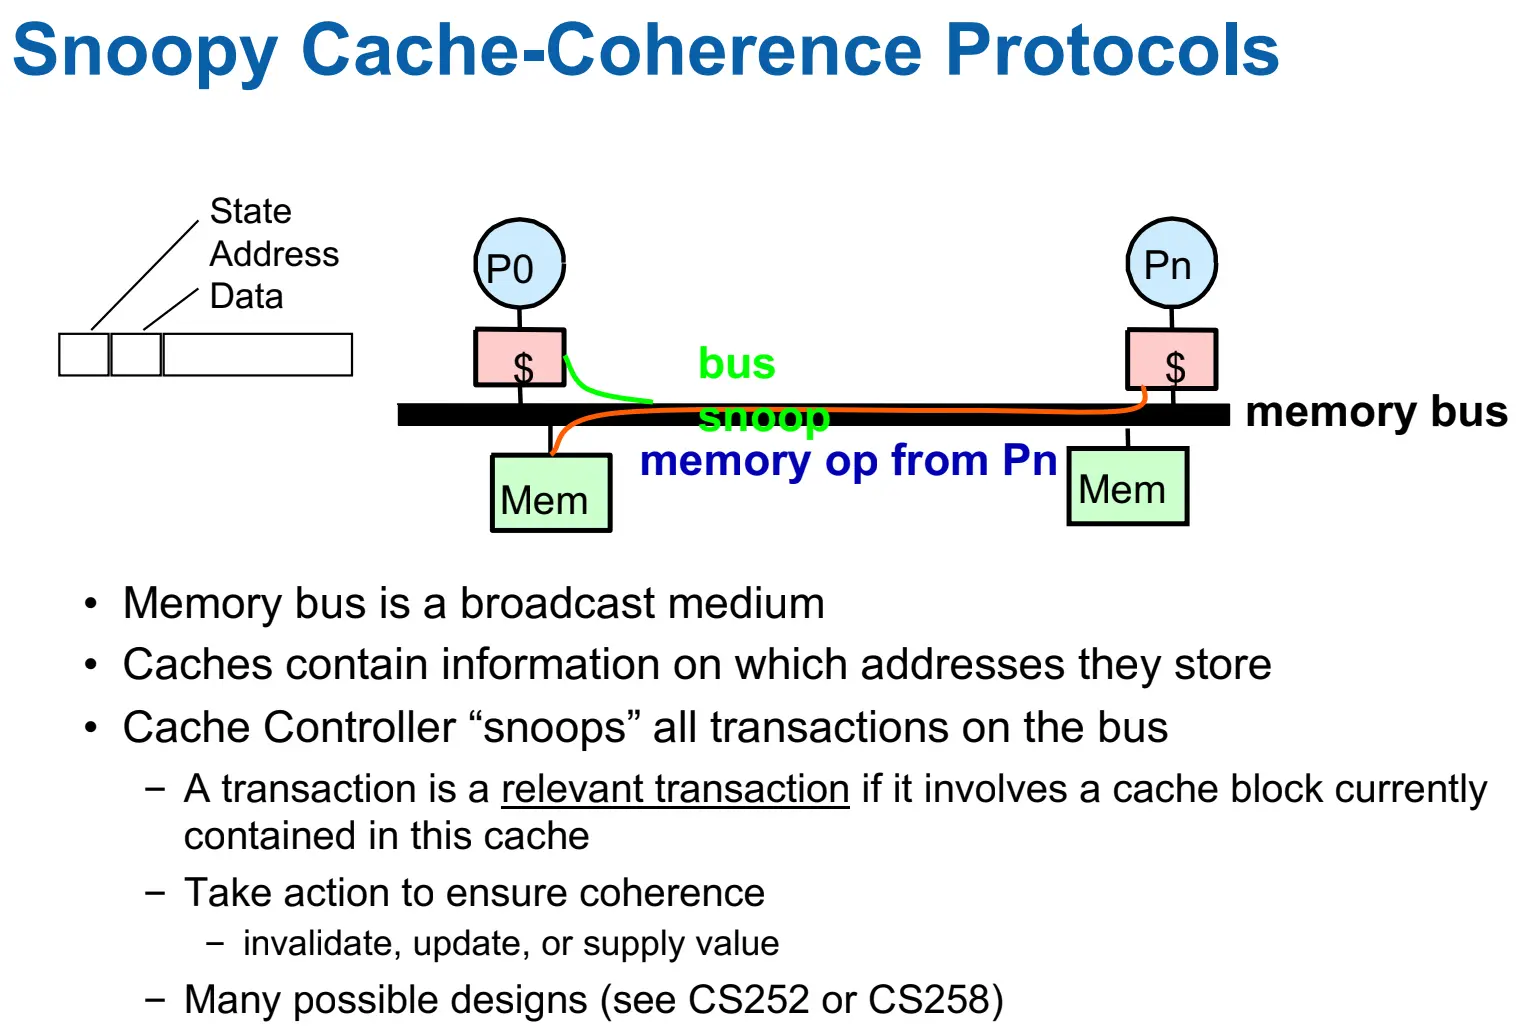 Snoopy Cache-Coherence Protocols
State
Address
Data
P0
Pn
$
$
bus
snoop
memory bus
memory op from Pn
Mem
Mem
• Memory bus is a broadcast medium
• Caches contain information on which addresses they store
• Cache Controller “snoops” all transactions on the bus
– A transaction is a relevant transaction if it involves a cache block currently
contained in this cache
– Take action to ensure coherence
– invalidate, update, or supply value
– Many possible designs (see CS252 or CS258)